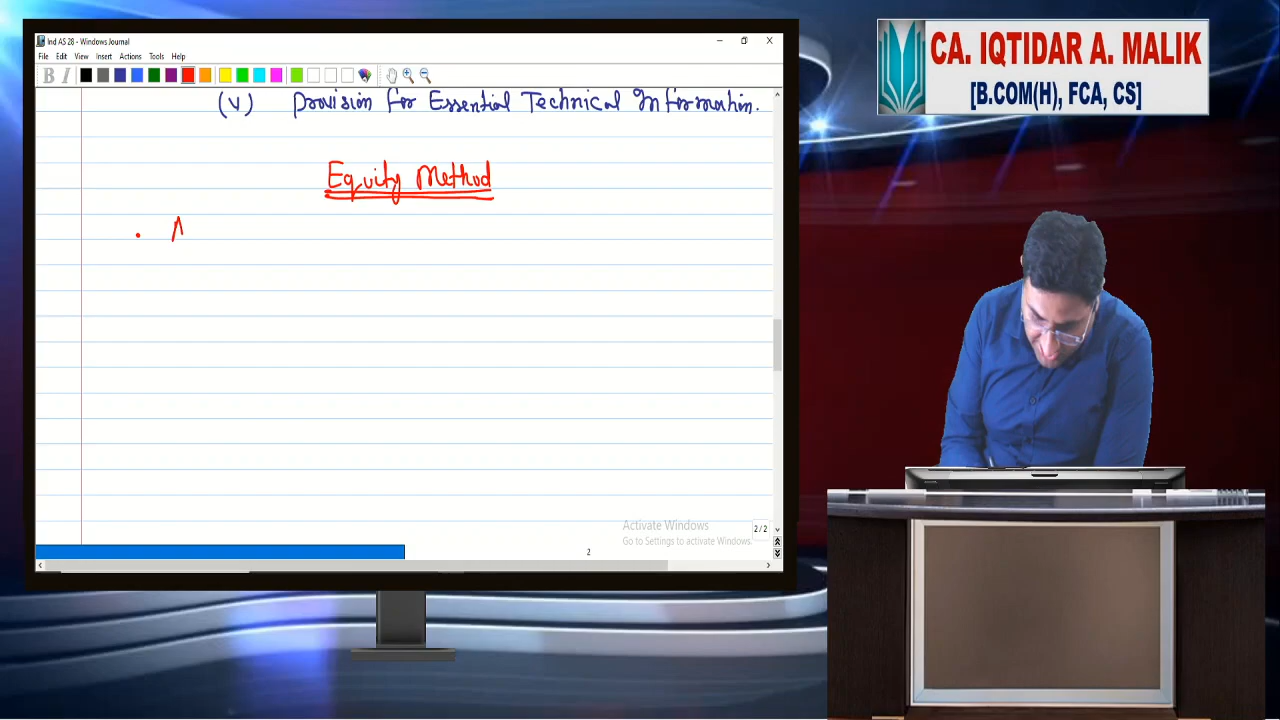 Ind AS 28 - Windows Journal
File Edit View Insert Actions Tools Help
B I
(v) Provision for Essential Technical Information.
Equity Method
. A
Activate Windows
Go to Settings to activate Windows.
2 / 2
2
CA. IQTIDAR A. MALIK
[B.COM(H), FCA, CS]